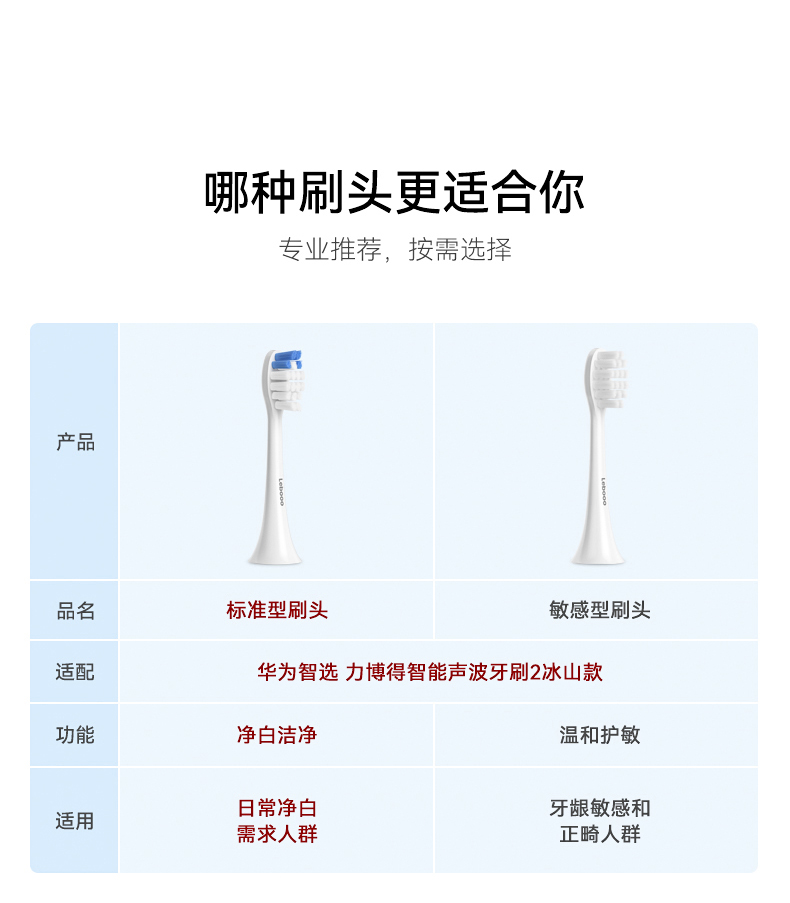 哪种刷头更适合你
专业推荐，按需选择
产品
Lebooo
Lebooo
品名
标准型刷头
敏感型刷头
适配
华为智选 力博得智能声波牙刷2冰山款
功能
净白洁净
温和护敏
适用
日常净白
需求人群
牙龈敏感和
正畸人群